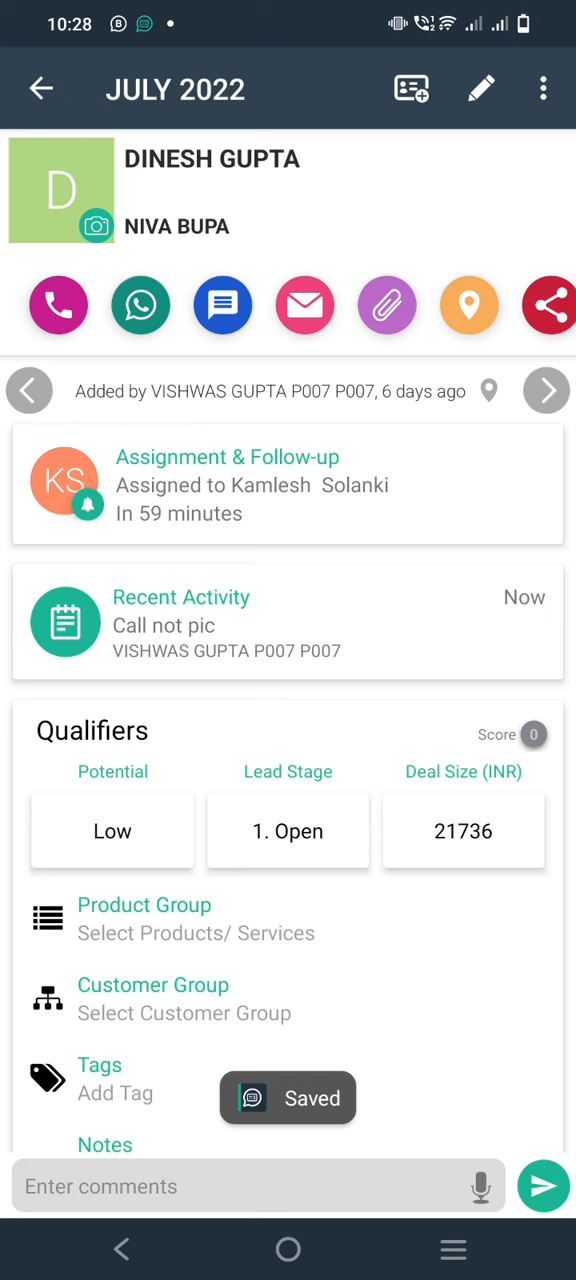 10:28
JULY 2022
D
DINESH GUPTA
NIVA BUPA
Added by VISHWAS GUPTA P007 P007, 6 days ago
KS
Assignment & Follow-up
Assigned to Kamlesh Solanki
In 59 minutes
Recent Activity
Now
Call not pic
VISHWAS GUPTA P007 P007
Qualifiers
Score 0
Potential
Lead Stage
Deal Size (INR)
Low
1. Open
21736
Product Group
Select Products/ Services
Customer Group
Select Customer Group
Tags
Add Tag
Saved
Notes
Enter comments